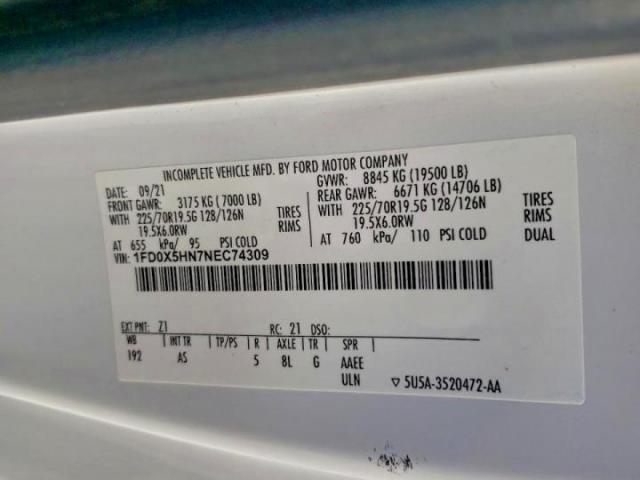 INCOMPLETE VEHICLE MFD. BY FORD MOTOR COMPANY
DATE: 09/21 GVWR: 8845 KG (19500 LB)
FRONT GAWR: 3175 KG (7000 LB) REAR GAWR: 6671 KG (14706 LB)
WITH 225/70R19.5G 128/126N TIRES WITH 225/70R19.5G 128/126N TIRES
19.5X6.0RW RIMS 19.5X6.0RW RIMS
AT 655 kPa/ 95 PSI COLD AT 760 kPa/ 110 PSI COLD DUAL
VIN: 1FD0X5HN7NEC74309
EXT PNT: Z1 RC: 21 DSO:
WB INT TR TP/PS R AXLE TR SPR
192 AS 5 8L G AAEE
ULN ▽ 5U5A-3520472-AA